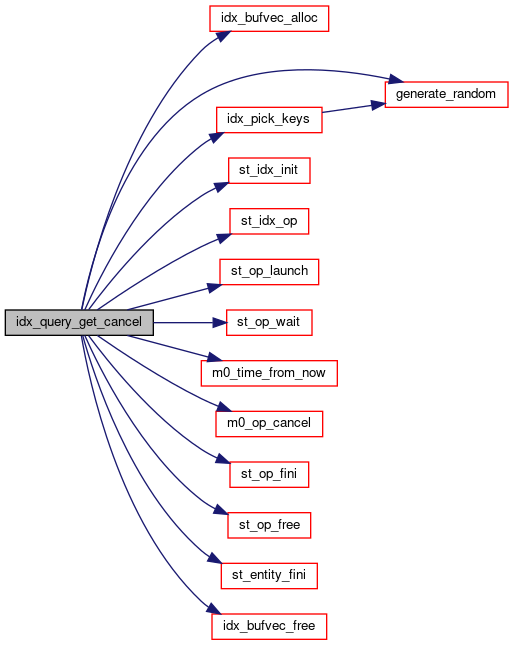 idx_bufvec_alloc
generate_random
idx_pick_keys
st_idx_init
st_idx_op
st_op_launch
idx_query_get_cancel
st_op_wait
m0_time_from_now
m0_op_cancel
st_op_fini
st_op_free
st_entity_fini
idx_bufvec_free